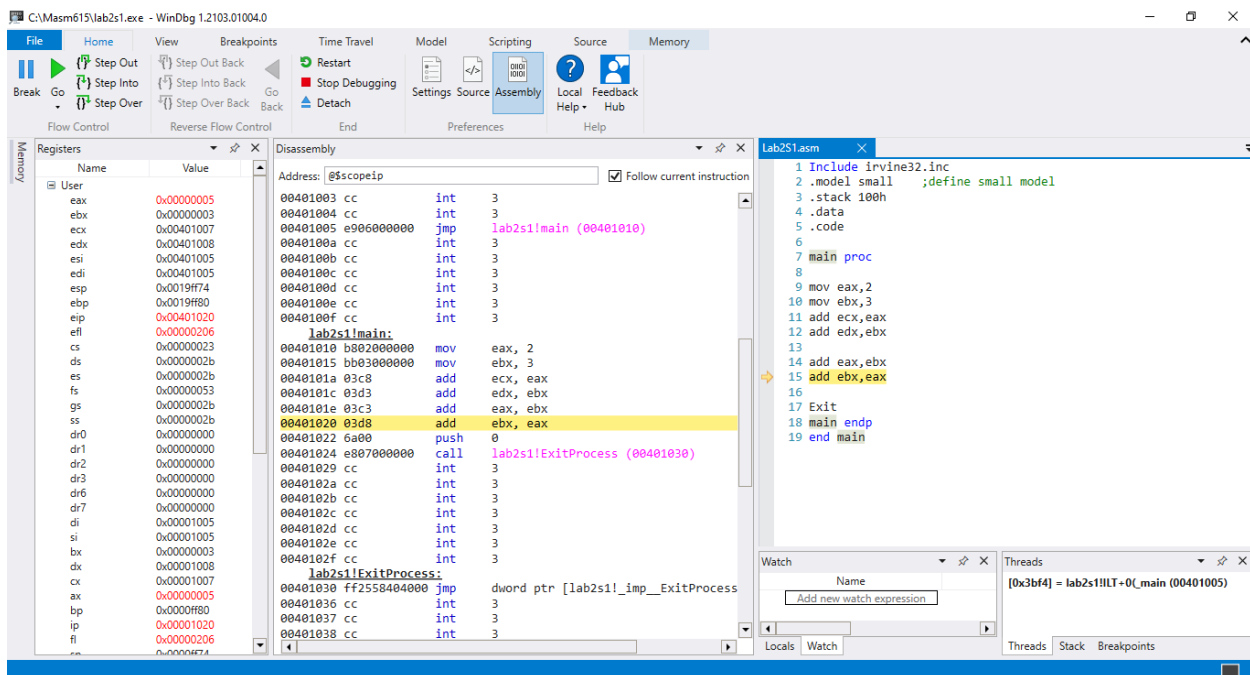 C:\Masm615\lab2s1.exe - WinDbg 1.2103.01004.0
File Home View Breakpoints Time Travel Model Scripting Source Memory
Break
Go
Step Out
Step Into
Step Over
Flow Control
Step Out Back
Step Into Back
Step Over Back
Go Back
Reverse Flow Control
Restart
Stop Debugging
Detach
End
Settings Source Assembly
Preferences
Local Help
Feedback Hub
Help
Memory
Registers
Name Value
User
eax 0x00000005
ebx 0x00000003
ecx 0x00401007
edx 0x00401008
esi 0x00401005
edi 0x00401005
esp 0x0019ff74
ebp 0x0019ff80
eip 0x00401020
efl 0x00000206
cs 0x00000023
ds 0x0000002b
es 0x0000002b
fs 0x00000053
gs 0x0000002b
ss 0x0000002b
dr0 0x00000000
dr1 0x00000000
dr2 0x00000000
dr3 0x00000000
dr6 0x00000000
dr7 0x00000000
di 0x00001005
si 0x00001005
bx 0x00000003
dx 0x00001008
cx 0x00001007
ax 0x00000005
bp 0x0000ff80
ip 0x00001020
fl 0x00000206
sp 0x0000ff74
Disassembly
Address: @$scopeip
Follow current instruction
00401003 cc int 3
00401004 cc int 3
00401005 e906000000 jmp lab2s1!main (00401010)
0040100a cc int 3
0040100b cc int 3
0040100c cc int 3
0040100d cc int 3
0040100e cc int 3
0040100f cc int 3
lab2s1!main:
00401010 b802000000 mov eax, 2
00401015 bb03000000 mov ebx, 3
0040101a 03c8 add ecx, eax
0040101c 03d3 add edx, ebx
0040101e 03c3 add eax, ebx
00401020 03d8 add ebx, eax
00401022 6a00 push 0
00401024 e807000000 call lab2s1!ExitProcess (00401030)
00401029 cc int 3
0040102a cc int 3
0040102b cc int 3
0040102c cc int 3
0040102d cc int 3
0040102e cc int 3
0040102f cc int 3
lab2s1!ExitProcess:
00401030 ff2558404000 jmp dword ptr [lab2s1!_imp__ExitProcess
00401036 cc int 3
00401037 cc int 3
00401038 cc int 3
Lab2S1.asm
1 Include irvine32.inc
2 .model small ;define small model
3 .stack 100h
4 .data
5 .code
6
7 main proc
8
9 mov eax,2
10 mov ebx,3
11 add ecx,eax
12 add edx,ebx
13
14 add eax,ebx
15 add ebx,eax
16
17 Exit
18 main endp
19 end main
Watch
Name
Add new watch expression
Locals Watch
Threads
[0x3bf4] = lab2s1!ILT+0(_main (00401005)
Threads Stack Breakpoints